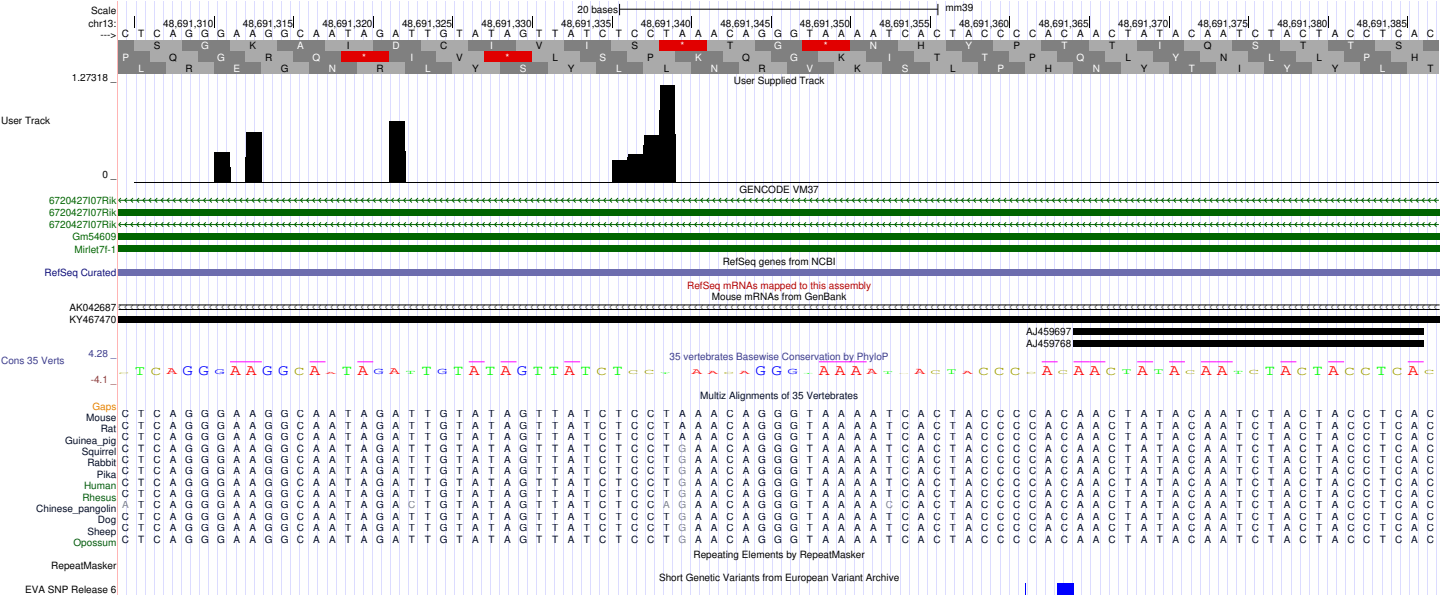 Scale 20 bases mm39
chr13: 48,691,310 48,691,315 48,691,320 48,691,325 48,691,330 48,691,335 48,691,340 48,691,345 48,691,350 48,691,355 48,691,360 48,691,365 48,691,370 48,691,375 48,691,380 48,691,385
---> C T C A G G G A A G G C A A T A G A T T G T A T A G T T A T C T C C T A A A C A G G G T A A A A T C A C T A C C C C A C A A C T A T A C A A T C T A C T A C C T C A C
S G K A I D C I V I S * T G * N H Y P T T I Q S T T S
P Q G R Q * I V * L S P K Q G K I T T P Q L Y N L L P H
L R E G N R L Y S Y L L N R V K S L P H N Y T I Y Y L T
1.27318 _
User Supplied Track
User Track
0 _
GENCODE VM37
6720427I07Rik
6720427I07Rik
6720427I07Rik
Gm54609
Mirlet7f-1
RefSeq genes from NCBI
RefSeq Curated
RefSeq mRNAs mapped to this assembly
Mouse mRNAs from GenBank
AK042687
KY467470
AJ459697
AJ459768
4.28 _
35 vertebrates Basewise Conservation by PhyloP
Cons 35 Verts
-4.1 _
Multiz Alignments of 35 Vertebrates
Gaps
Mouse C T C A G G G A A G G C A A T A G A T T G T A T A G T T A T C T C C T A A A C A G G G T A A A A T C A C T A C C C C A C A A C T A T A C A A T C T A C T A C C T C A C
Rat C T C A G G G A A G G C A A T A G A T T G T A T A G T T A T C T C C T A A A C A G G G T A A A A T C A C T A C C C C A C A A C T A T A C A A T C T A C T A C C T C A C
Guinea_pig C T C A G G G A A G G C A A T A G A T T G T A T A G T T A T C T C C T A A A C A G G G T A A A A T C A C T A C C C C A C A A C T A T A C A A T C T A C T A C C T C A C
Squirrel C T C A G G G A A G G C A A T A G A T T G T A T A G T T A T C T C C T G A A C A G G G T A A A A T C A C T A C C C C A C A A C T A T A C A A T C T A C T A C C T C A C
Rabbit C T C A G G G A A G G C A A T A G A T T G T A T A G T T A T C T C C T G A A C A G G G T A A A A T C A C T A C C C C A C A A C T A T A C A A T C T A C T A C C T C A C
Pika C T C A G G G A A G G C A A T A G A T T G T A T A G T T A T C T C C T G A A C A G G G T A A A A T C A C T A C C C C A C A A C T A T A C A A T C T A C T A C C T C A C
Human C T C A G G G A A G G C A A T A G A T T G T A T A G T T A T C T C C T G A A C A G G G T A A A A T C A C T A C C C C A C A A C T A T A C A A T C T A C T A C C T C A C
Rhesus C T C A G G G A A G G C A A T A G A T T G T A T A G T T A T C T C C T G A A C A G G G T A A A A T C A C T A C C C C A C A A C T A T A C A A T C T A C T A C C T C A C
Chinese_pangolin A T C A G G G A A G G C A A T A G A C T G T A T A G T T A T C T C C A G A A C A G G G T A A A A C C A C T A C C C C A C A A C T A T A C A A T C T A C T A C C T C A C
Dog C T C A G G G A A G G C A A T A G A T T G T A T A G T T A T C T C C T G A A C A G G G T A A A A T C A C T A C C C C A C A A C T A T A C A A T C T A C T A C C T C A C
Sheep C T C A G G G A A G G C A A T A G A T T G T A T A G T T A T C T C C T G A A C A G G G T A A A A T C A C T A C C C C A C A A C T A T A C A A T C T A C T A C C T C A C
Opossum C T C A G G G A A G G C A A T A G A T T G T A T A G T T A T C T C C T G A A C A G G G T A A A A T C A C T A C C C C A C A A C T A T A C A A T C T A C T A C C T C A C
Repeating Elements by RepeatMasker
RepeatMasker
Short Genetic Variants from European Variant Archive
EVA SNP Release 6